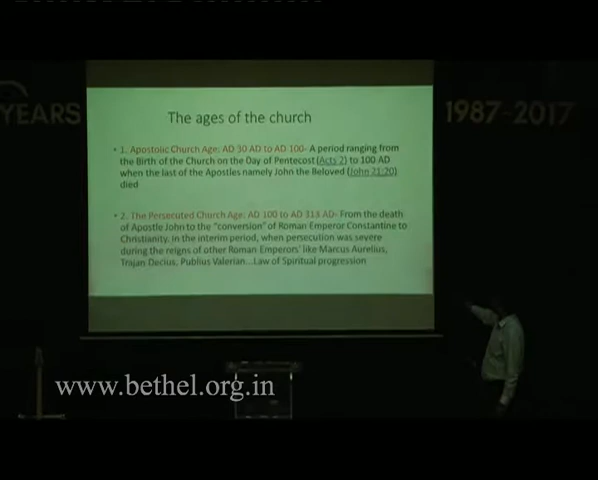 YEARS
1987-2017
The ages of the church
• 1. Apostolic Church Age: AD 30 AD to AD 100- A period ranging from
the Birth of the Church on the Day of Pentecost (Acts 2) to 100 AD
when the last of the Apostles namely John the Beloved (John 21:20)
died
• 2. The Persecuted Church Age: AD 100 to AD 313 AD- From the death
of Apostle John to the “conversion” of Roman Emperor Constantine to
Christianity. In the interim period, when persecution was severe
during the reigns of other Roman Emperors’ like Marcus Aurelius,
Trajan Decius, Publius Valerian...Law of Spiritual progression
www.bethel.org.in